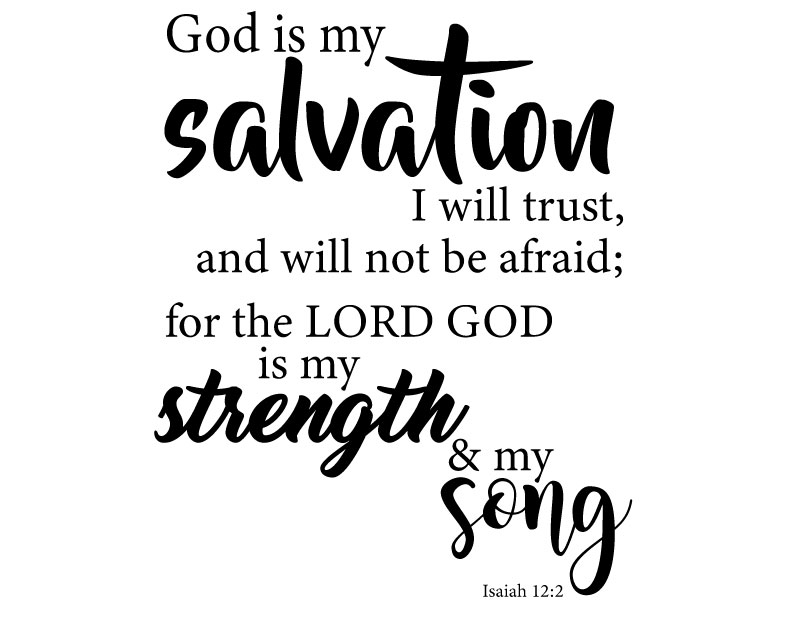 God is my
salvation
I will trust,
and will not be afraid;
for the LORD GOD
is my
strength
& my
song
Isaiah 12:2